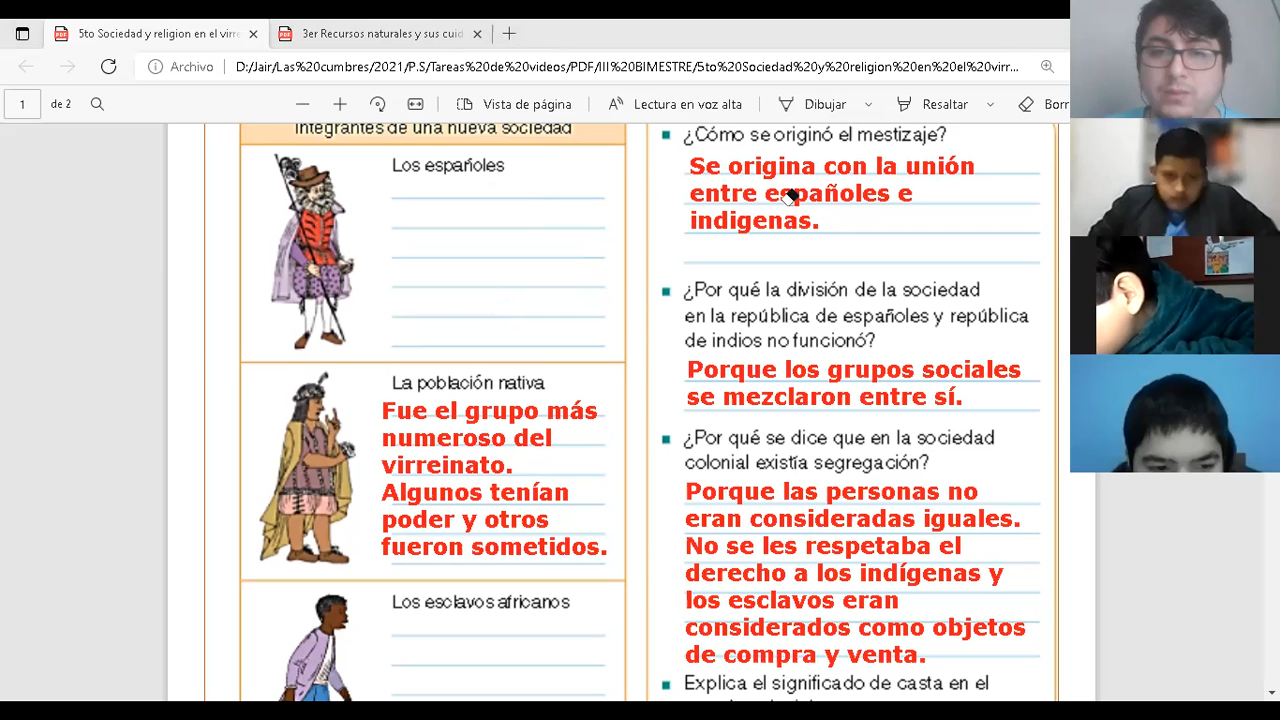 5to Sociedad y religion en el virre
3er Recursos naturales y sus cuid
Archivo
D:/Jair/Las%20cumbres/2021/P.S/Tareas%20de%20videos/PDF/III%20BIMESTRE/5to%20Sociedad%20y%20religion%20en%20el%20virr...
1 de 2
Vista de página
Lectura en voz alta
Dibujar
Resaltar
Borr
Integrantes de una nueva sociedad
Los españoles
La población nativa
Fue el grupo más
numeroso del
virreinato.
Algunos tenían
poder y otros
fueron sometidos.
Los esclavos africanos
¿Cómo se originó el mestizaje?
Se origina con la unión
entre españoles e
indigenas.
¿Por qué la división de la sociedad
en la república de españoles y república
de indios no funcionó?
Porque los grupos sociales
se mezclaron entre sí.
¿Por qué se dice que en la sociedad
colonial existía segregación?
Porque las personas no
eran consideradas iguales.
No se les respetaba el
derecho a los indígenas y
los esclavos eran
considerados como objetos
de compra y venta.
Explica el significado de casta en el